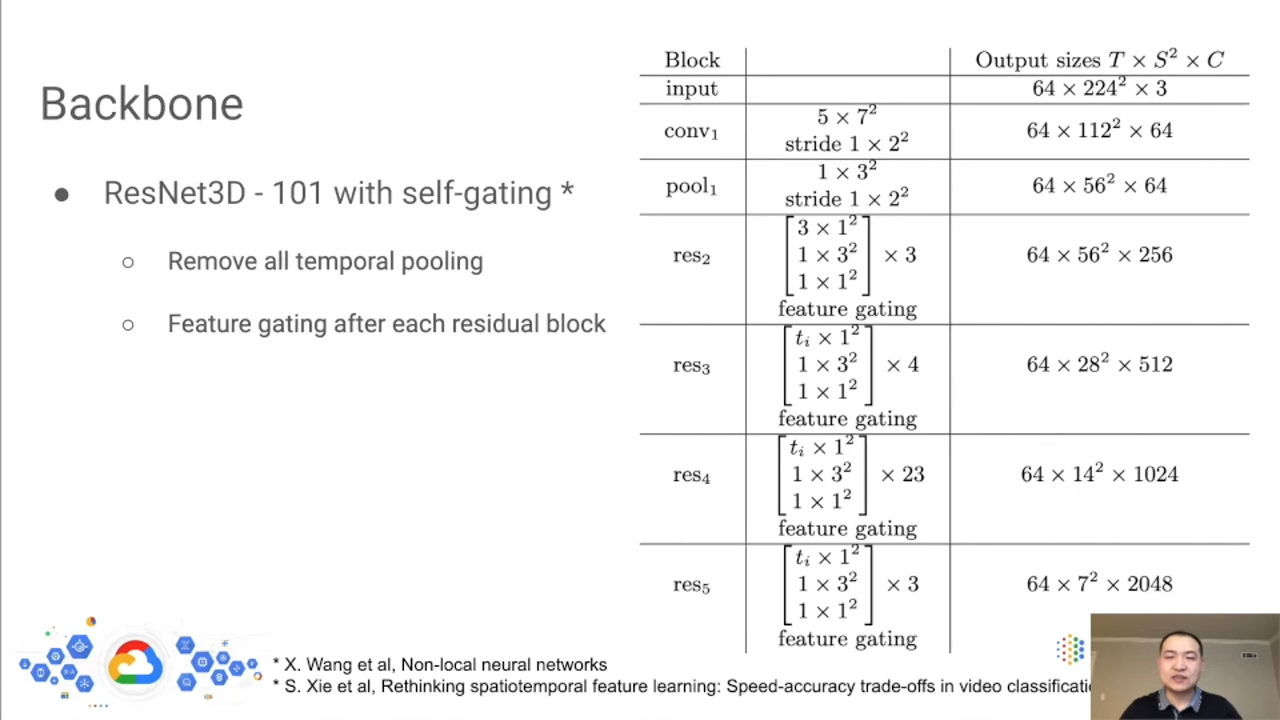 Backbone
● ResNet3D - 101 with self-gating *
○ Remove all temporal pooling
○ Feature gating after each residual block
Block Output sizes T × S² × C
input 64 × 224² × 3
conv₁ 5 × 7² stride 1 × 2² 64 × 112² × 64
pool₁ 1 × 3² stride 1 × 2² 64 × 56² × 64
res₂ [3 × 1² 1 × 3² 1 × 1²] × 3 feature gating 64 × 56² × 256
res₃ [tᵢ × 1² 1 × 3² 1 × 1²] × 4 feature gating 64 × 28² × 512
res₄ [tᵢ × 1² 1 × 3² 1 × 1²] × 23 feature gating 64 × 14² × 1024
res₅ [tᵢ × 1² 1 × 3² 1 × 1²] × 3 feature gating 64 × 7² × 2048
* X. Wang et al, Non-local neural networks
* S. Xie et al, Rethinking spatiotemporal feature learning: Speed-accuracy trade-offs in video